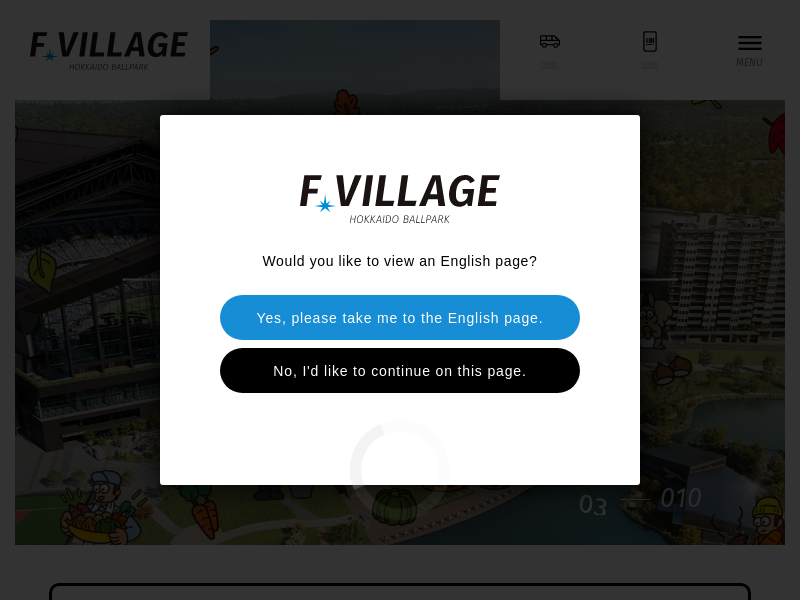 F VILLAGE
HOKKAIDO BALLPARK
MENU
F VILLAGE
HOKKAIDO BALLPARK
Would you like to view an English page?
Yes, please take me to the English page.
No, I'd like to continue on this page.
03 010